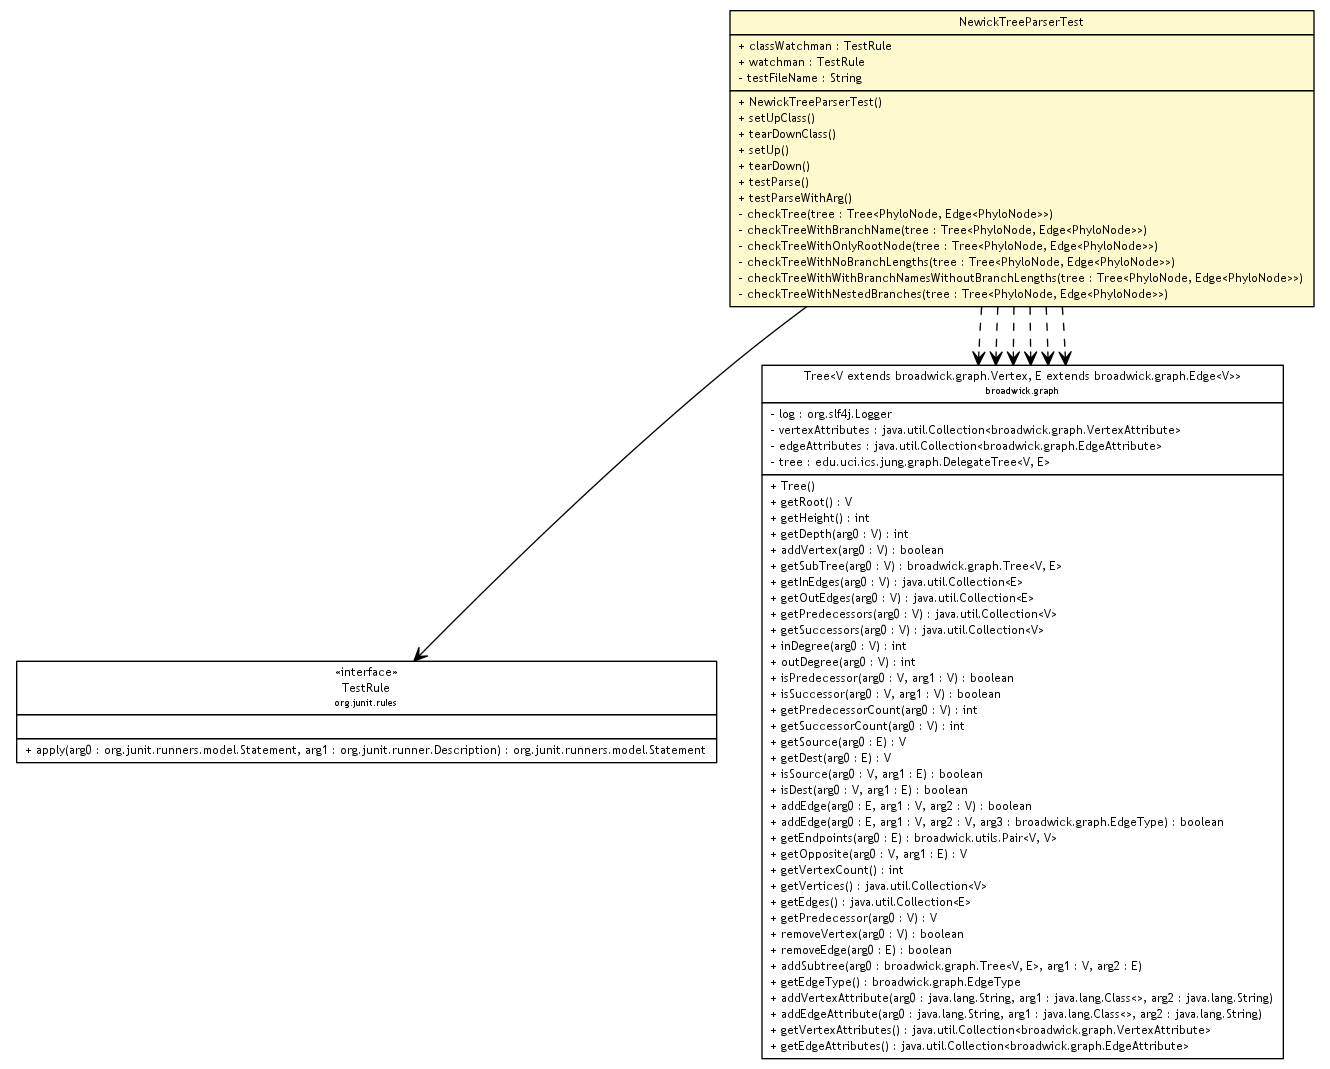 NewickTreeParserTest
+ classWatchman : TestRule
+ watchman : TestRule
- testFileName : String
+ NewickTreeParserTest()
+ setUpClass()
+ tearDownClass()
+ setUp()
+ tearDown()
+ testParse()
+ testParseWithArg()
- checkTree(tree : Tree<PhyloNode, Edge<PhyloNode>>)
- checkTreeWithBranchName(tree : Tree<PhyloNode, Edge<PhyloNode>>)
- checkTreeWithOnlyRootNode(tree : Tree<PhyloNode, Edge<PhyloNode>>)
- checkTreeWithNoBranchLengths(tree : Tree<PhyloNode, Edge<PhyloNode>>)
- checkTreeWithWithBranchNamesWithoutBranchLengths(tree : Tree<PhyloNode, Edge<PhyloNode>>)
- checkTreeWithNestedBranches(tree : Tree<PhyloNode, Edge<PhyloNode>>)
Tree<V extends broadwick.graph.Vertex, E extends broadwick.graph.Edge<V>>
broadwick.graph
- log : org.slf4j.Logger
- vertexAttributes : java.util.Collection<broadwick.graph.VertexAttribute>
- edgeAttributes : java.util.Collection<broadwick.graph.EdgeAttribute>
- tree : edu.uci.ics.jung.graph.DelegateTree<V, E>
+ Tree()
+ getRoot() : V
+ getHeight() : int
+ getDepth(arg0 : V) : int
+ addVertex(arg0 : V) : boolean
+ getSubTree(arg0 : V) : broadwick.graph.Tree<V, E>
+ getInEdges(arg0 : V) : java.util.Collection<E>
+ getOutEdges(arg0 : V) : java.util.Collection<E>
+ getPredecessors(arg0 : V) : java.util.Collection<V>
+ getSuccessors(arg0 : V) : java.util.Collection<V>
+ inDegree(arg0 : V) : int
+ outDegree(arg0 : V) : int
+ isPredecessor(arg0 : V, arg1 : V) : boolean
+ isSuccessor(arg0 : V, arg1 : V) : boolean
+ getPredecessorCount(arg0 : V) : int
+ getSuccessorCount(arg0 : V) : int
+ getSource(arg0 : E) : V
+ getDest(arg0 : E) : V
+ isSource(arg0 : V, arg1 : E) : boolean
+ isDest(arg0 : V, arg1 : E) : boolean
+ addEdge(arg0 : E, arg1 : V, arg2 : V) : boolean
+ addEdge(arg0 : E, arg1 : V, arg2 : V, arg3 : broadwick.graph.EdgeType) : boolean
+ getEndpoints(arg0 : E) : broadwick.utils.Pair<V, V>
+ getOpposite(arg0 : V, arg1 : E) : V
+ getVertexCount() : int
+ getVertices() : java.util.Collection<V>
+ getEdges() : java.util.Collection<E>
+ getPredecessor(arg0 : V) : V
+ removeVertex(arg0 : V) : boolean
+ removeEdge(arg0 : E) : boolean
+ addSubtree(arg0 : broadwick.graph.Tree<V, E>, arg1 : V, arg2 : E)
+ getEdgeType() : broadwick.graph.EdgeType
+ addVertexAttribute(arg0 : java.lang.String, arg1 : java.lang.Class<>, arg2 : java.lang.String)
+ addEdgeAttribute(arg0 : java.lang.String, arg1 : java.lang.Class<>, arg2 : java.lang.String)
+ getVertexAttributes() : java.util.Collection<broadwick.graph.VertexAttribute>
+ getEdgeAttributes() : java.util.Collection<broadwick.graph.EdgeAttribute>
«interface»
TestRule
org.junit.rules
+ apply(arg0 : org.junit.runners.model.Statement, arg1 : org.junit.runner.Description) : org.junit.runners.model.Statement